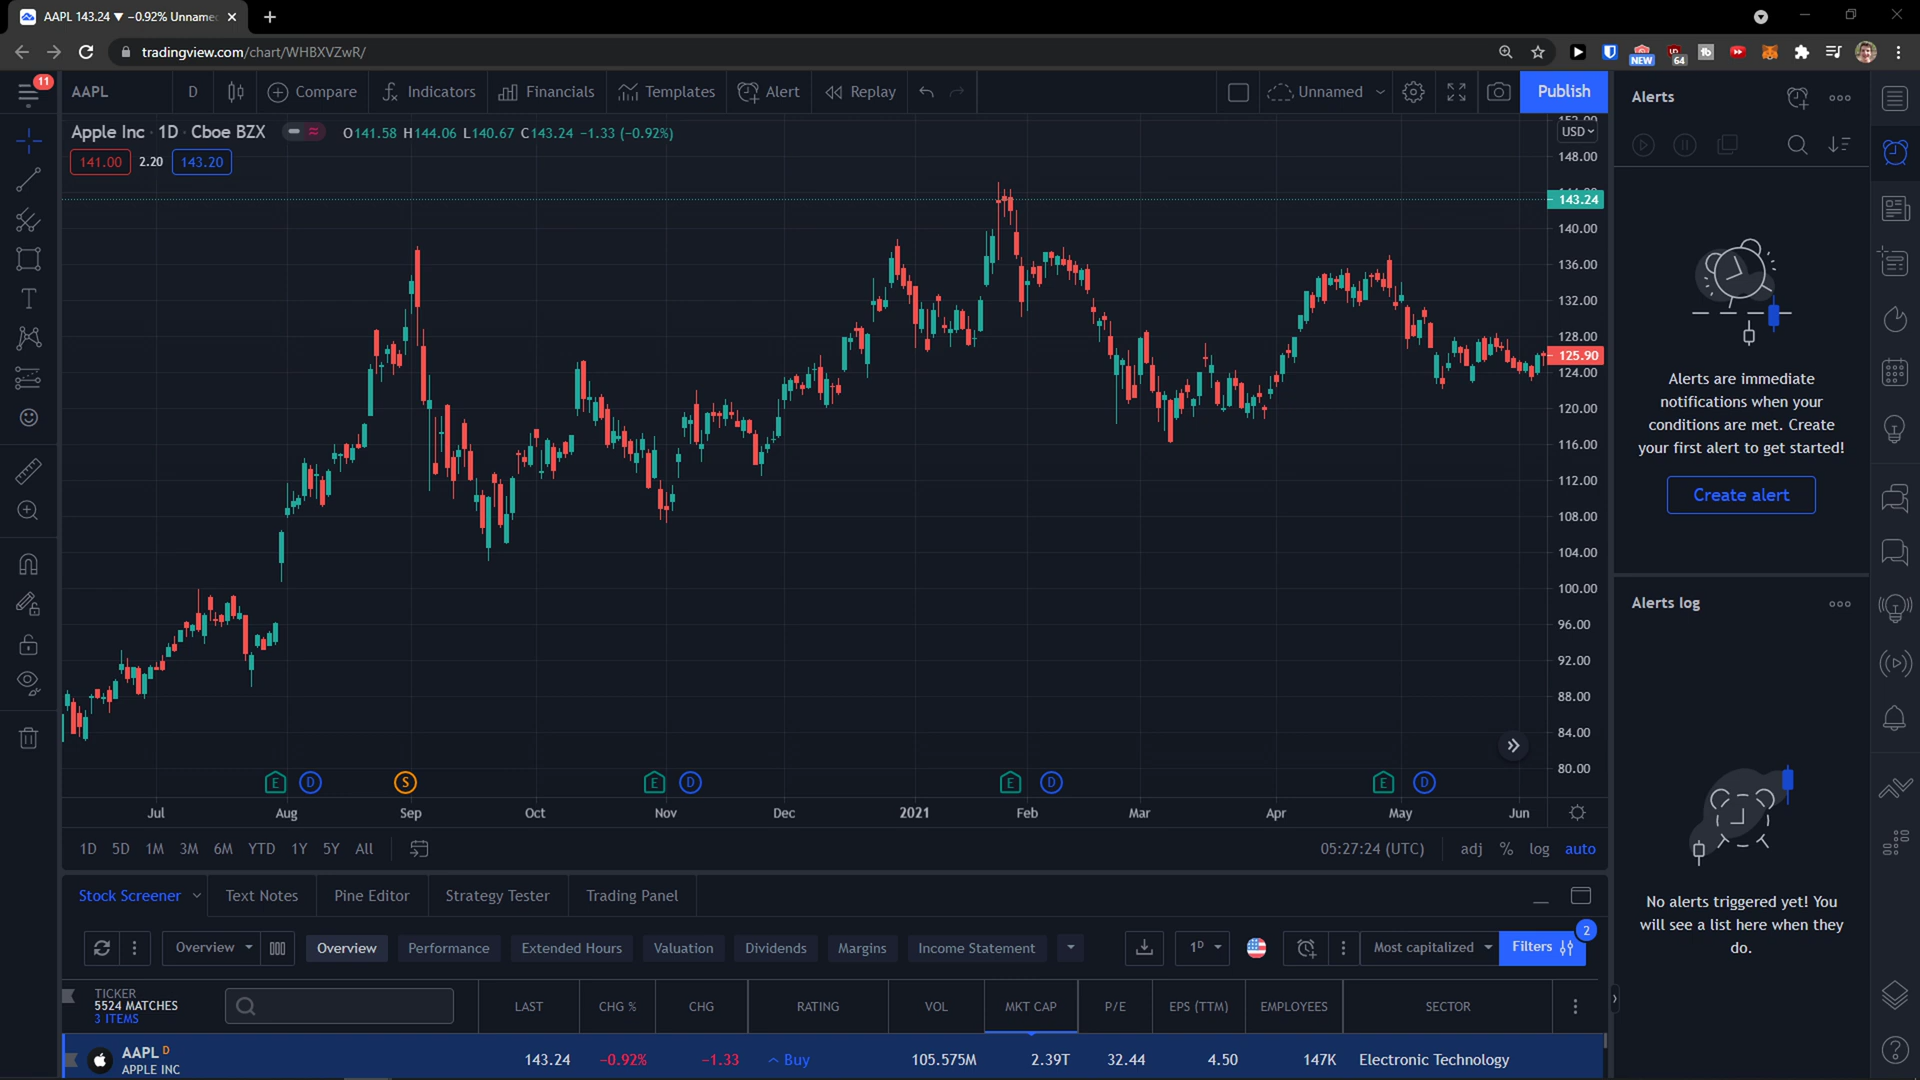 AAPL 143.24 ▼ −0.92% Unname
tradingview.com/chart/WHBXVZwR/
NEW
64
11
AAPL
D
Compare
Indicators
Financials
Templates
Alert
Replay
Unnamed
Publish
Apple Inc · 1D · Cboe BZX
O141.58 H144.06 L140.67 C143.24 −1.33 (−0.92%)
141.00
2.20
143.20
USD
148.00
143.24
140.00
136.00
132.00
128.00
125.90
124.00
120.00
116.00
112.00
108.00
104.00
100.00
96.00
92.00
88.00
84.00
80.00
E
D
S
E
D
E
D
E
D
Jul
Aug
Sep
Oct
Nov
Dec
2021
Feb
Mar
Apr
May
Jun
1D
5D
1M
3M
6M
YTD
1Y
5Y
All
05:27:24 (UTC)
adj
%
log
auto
Stock Screener
Text Notes
Pine Editor
Strategy Tester
Trading Panel
Overview
Overview
Performance
Extended Hours
Valuation
Dividends
Margins
Income Statement
1D
Most capitalized
Filters
2
TICKER
5524 MATCHES
3 ITEMS
LAST
CHG %
CHG
RATING
VOL
MKT CAP
P/E
EPS (TTM)
EMPLOYEES
SECTOR
AAPL D
APPLE INC
143.24
−0.92%
−1.33
Buy
105.575M
2.39T
32.44
4.50
147K
Electronic Technology
Alerts
Alerts are immediate
notifications when your
conditions are met. Create
your first alert to get started!
Create alert
Alerts log
No alerts triggered yet! You
will see a list here when they
do.